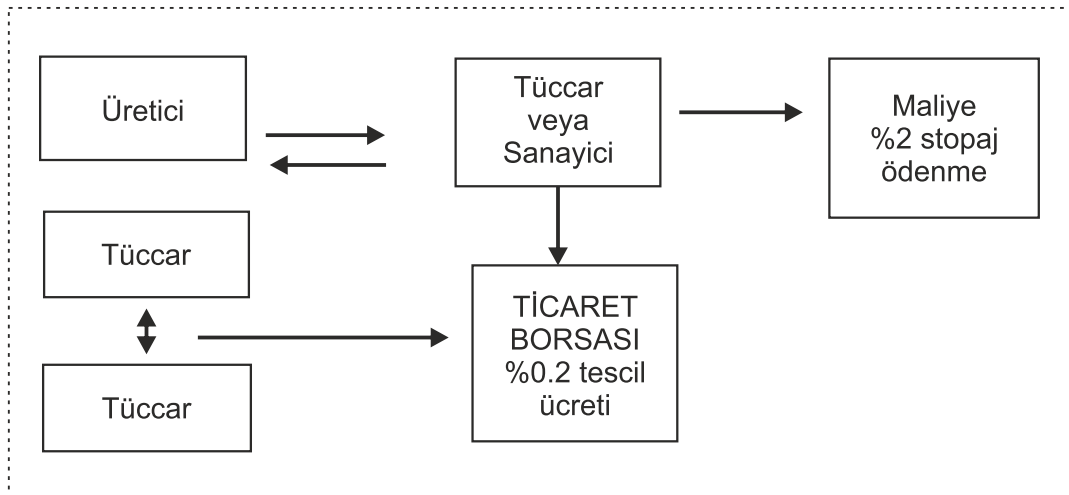 Üretici
Tüccar
veya
Sanayici
Maliye
%2 stopaj
ödenme
Tüccar
Tüccar
TİCARET
BORSASI
%0.2 tescil
ücreti